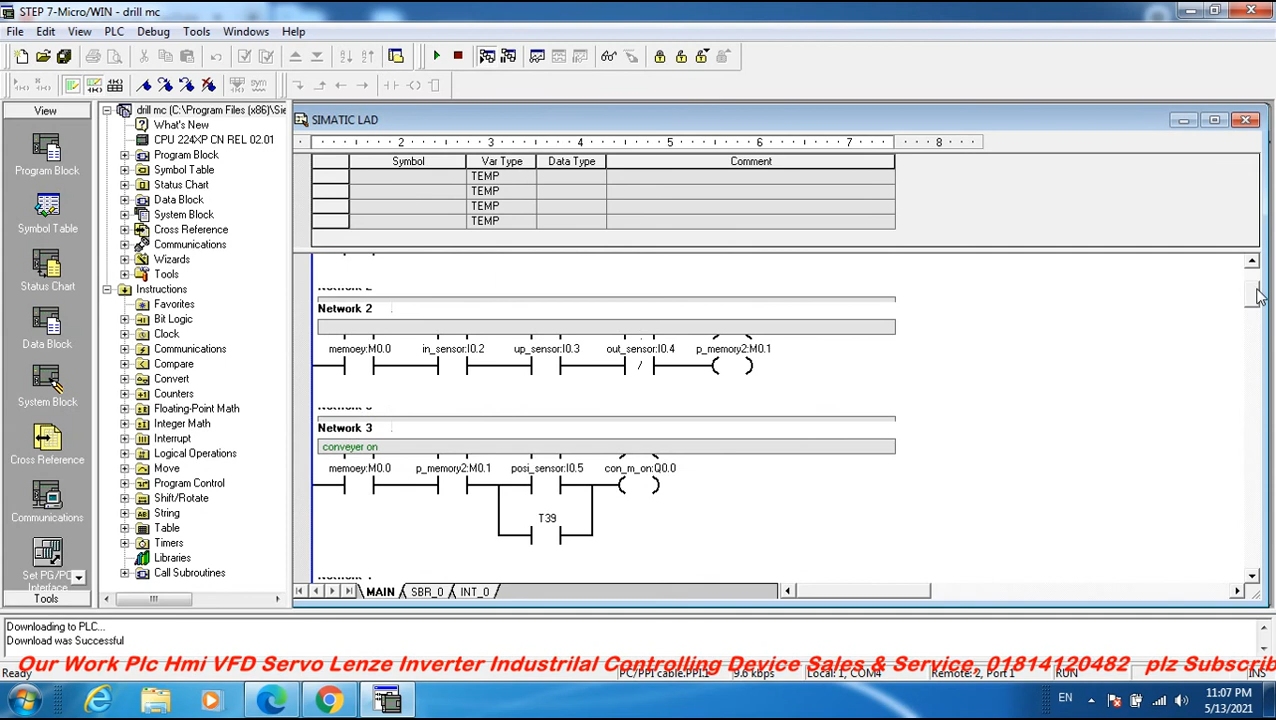 STEP 7-Micro/WIN - drill mc
File Edit View PLC Debug Tools Windows Help
View
Program Block
Symbol Table
Status Chart
Data Block
System Block
Cross Reference
Communications
Set PG/PC
Interface
Tools
drill mc (C:\Program Files (x86)\Sie
What's New
CPU 224XP CN REL 02.01
Program Block
Symbol Table
Status Chart
Data Block
System Block
Cross Reference
Communications
Wizards
Tools
Instructions
Favorites
Bit Logic
Clock
Communications
Compare
Convert
Counters
Floating-Point Math
Integer Math
Interrupt
Logical Operations
Move
Program Control
Shift/Rotate
String
Table
Timers
Libraries
Call Subroutines
SIMATIC LAD
2 3 4 5 6 7 8
Symbol Var Type Data Type Comment
TEMP
TEMP
TEMP
TEMP
Network 2
memoey:M0.0 in_sensor:I0.2 up_sensor:I0.3 out_sensor:I0.4 p_memory2:M0.1
/
Network 3
conveyer on
memoey:M0.0 p_memory2:M0.1 posi_sensor:I0.5 con_m_on:Q0.0
T39
MAIN SBR_0 INT_0
Downloading to PLC...
Download was Successful
Our Work Plc Hmi VFD Servo Lenze Inverter Industrilal Controlling Device Sales & Service, 01814120482 plz Subscrib
Ready PC/PPI cable.PPI.1 9.6 kbps Local: 1, COM4 Remote: 2, Port 1 RUN INS
EN 11:07 PM
5/13/2021